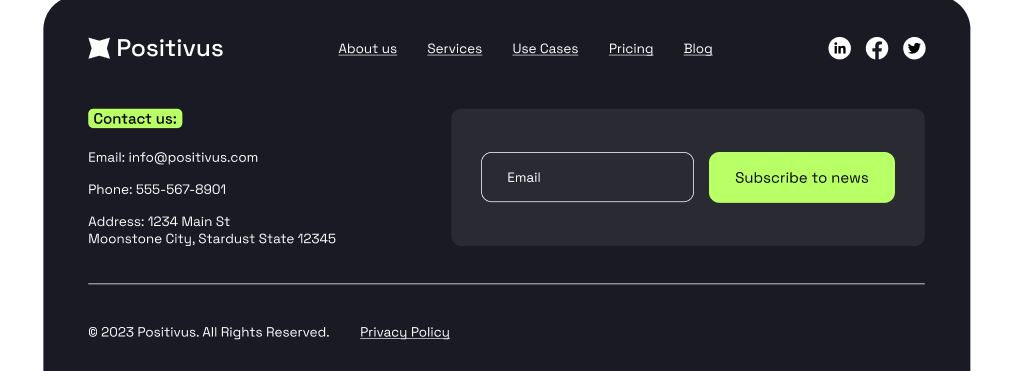 Positivus
About us
Services
Use Cases
Pricing
Blog
in
Contact us:
Email: info@positivus.com
Phone: 555-567-8901
Address: 1234 Main St
Moonstone City, Stardust State 12345
Email
Subscribe to news
© 2023 Positivus. All Rights Reserved.
Privacy Policy